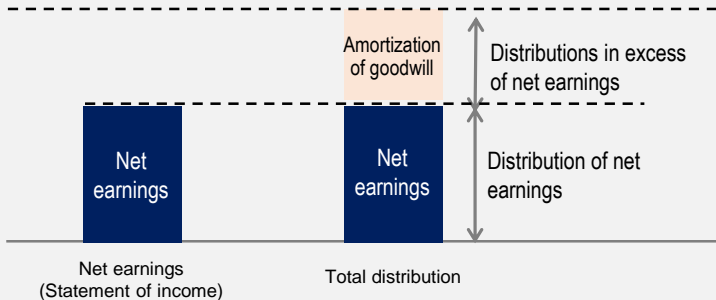 Amortization
of goodwill
Distributions in excess
of net earnings
Net
earnings
Net
earnings
Distribution of net
earnings
Net earnings
(Statement of income)
Total distribution